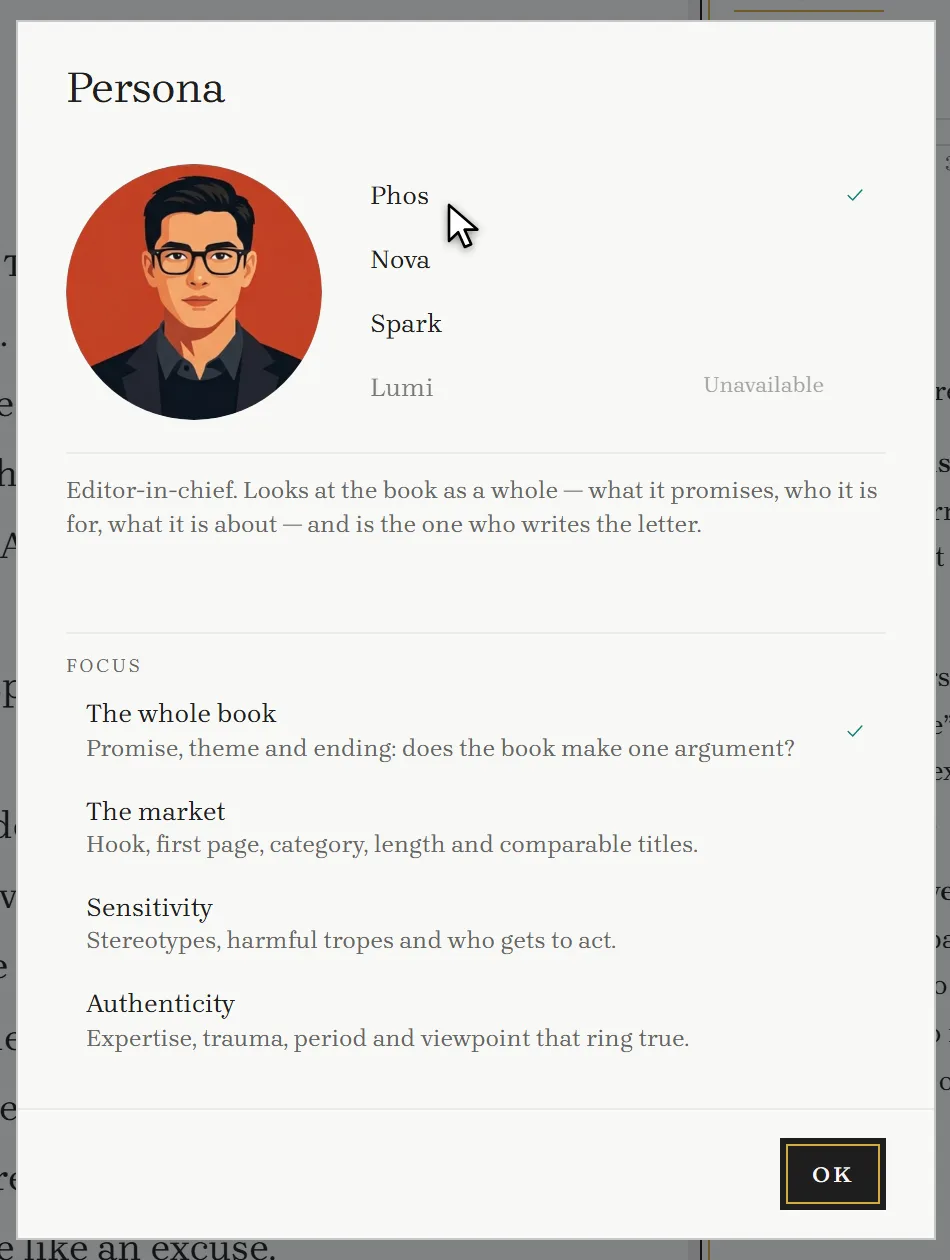 Persona
Phos
Nova
Spark
Lumi
Unavailable
Editor-in-chief. Looks at the book as a whole — what it promises, who it is
for, what it is about — and is the one who writes the letter.
FOCUS
The whole book
Promise, theme and ending: does the book make one argument?
The market
Hook, first page, category, length and comparable titles.
Sensitivity
Stereotypes, harmful tropes and who gets to act.
Authenticity
Expertise, trauma, period and viewpoint that ring true.
OK
like an excuse.